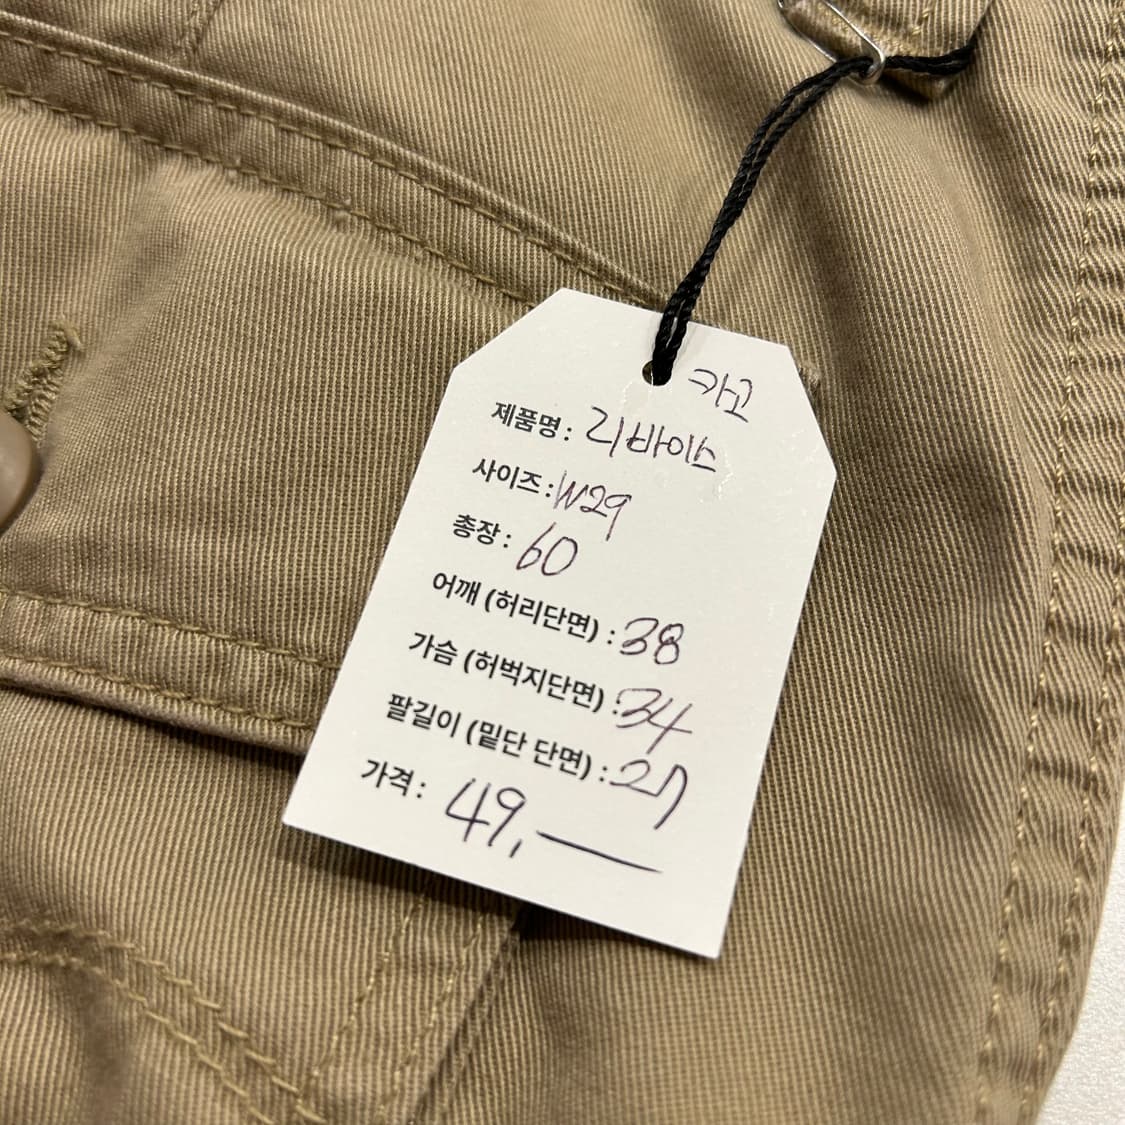 카고
제품명: 리바이스
사이즈: W29
총장: 60
어깨 (허리단면) : 38
가슴 (허벅지단면) : 34
팔길이 (밑단 단면) : 27
가격: 49,—